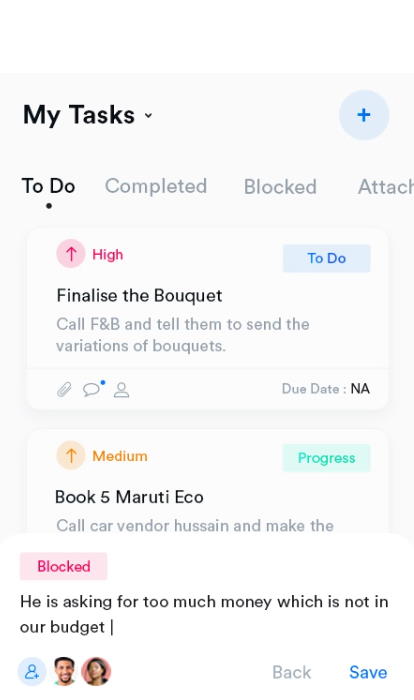 My Tasks
+
To Do Completed Blocked Attach
High
To Do
Finalise the Bouquet
Call F&B and tell them to send the
variations of bouquets.
Due Date : NA
Medium
Progress
Book 5 Maruti Eco
Call car vendor hussain and make the
Blocked
He is asking for too much money which is not in
our budget |
Back Save